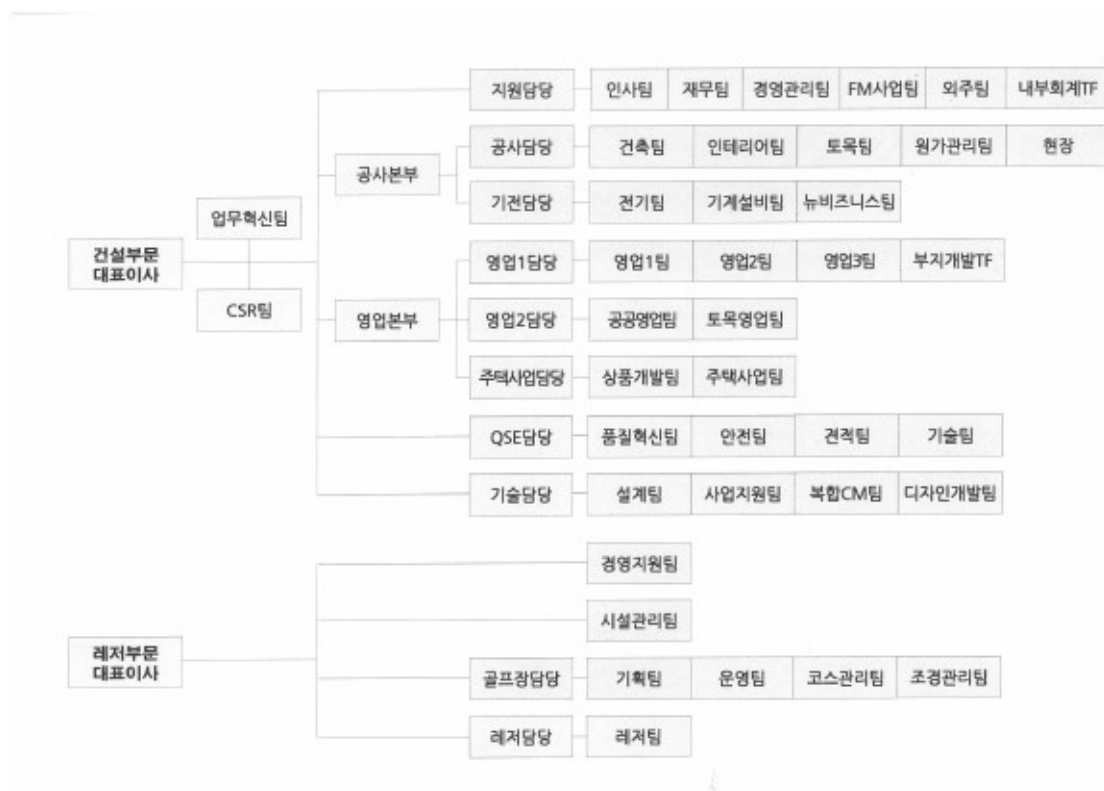 지원담당 인사팀 재무팀 경영관리팀 FM사업팀 외주팀 내부회계TF
공사본부
공사담당 건축팀 인테리어팀 토목팀 원가관리팀 현장
기전담당 전기팀 기계설비팀 뉴비즈니스팀
업무혁신팀
건설부문
대표이사
CSR팀
영업본부
영업1담당 영업1팀 영업2팀 영업3팀 부지개발TF
영업2담당 공공영업팀 토목영업팀
주택사업담당 상품개발팀 주택사업팀
QSE담당 품질혁신팀 안전팀 견적팀 기술팀
기술담당 설계팀 사업지원팀 복합CM팀 디자인개발팀
경영지원팀
시설관리팀
레저부문
대표이사
골프장담당 기획팀 운영팀 코스관리팀 조경관리팀
레저담당 레저팀